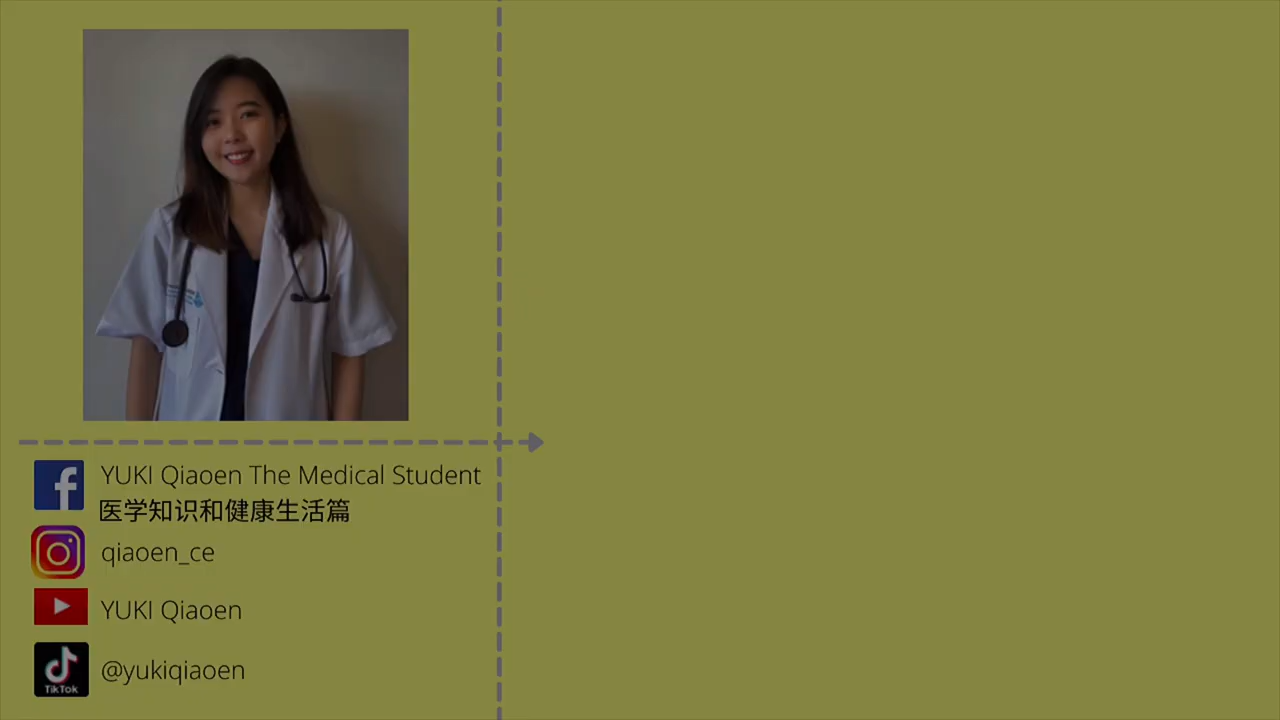 YUKI Qiaoen The Medical Student
医学知识和健康生活篇
qiaoen_ce
YUKI Qiaoen
@yukiqiaoen
TikTok